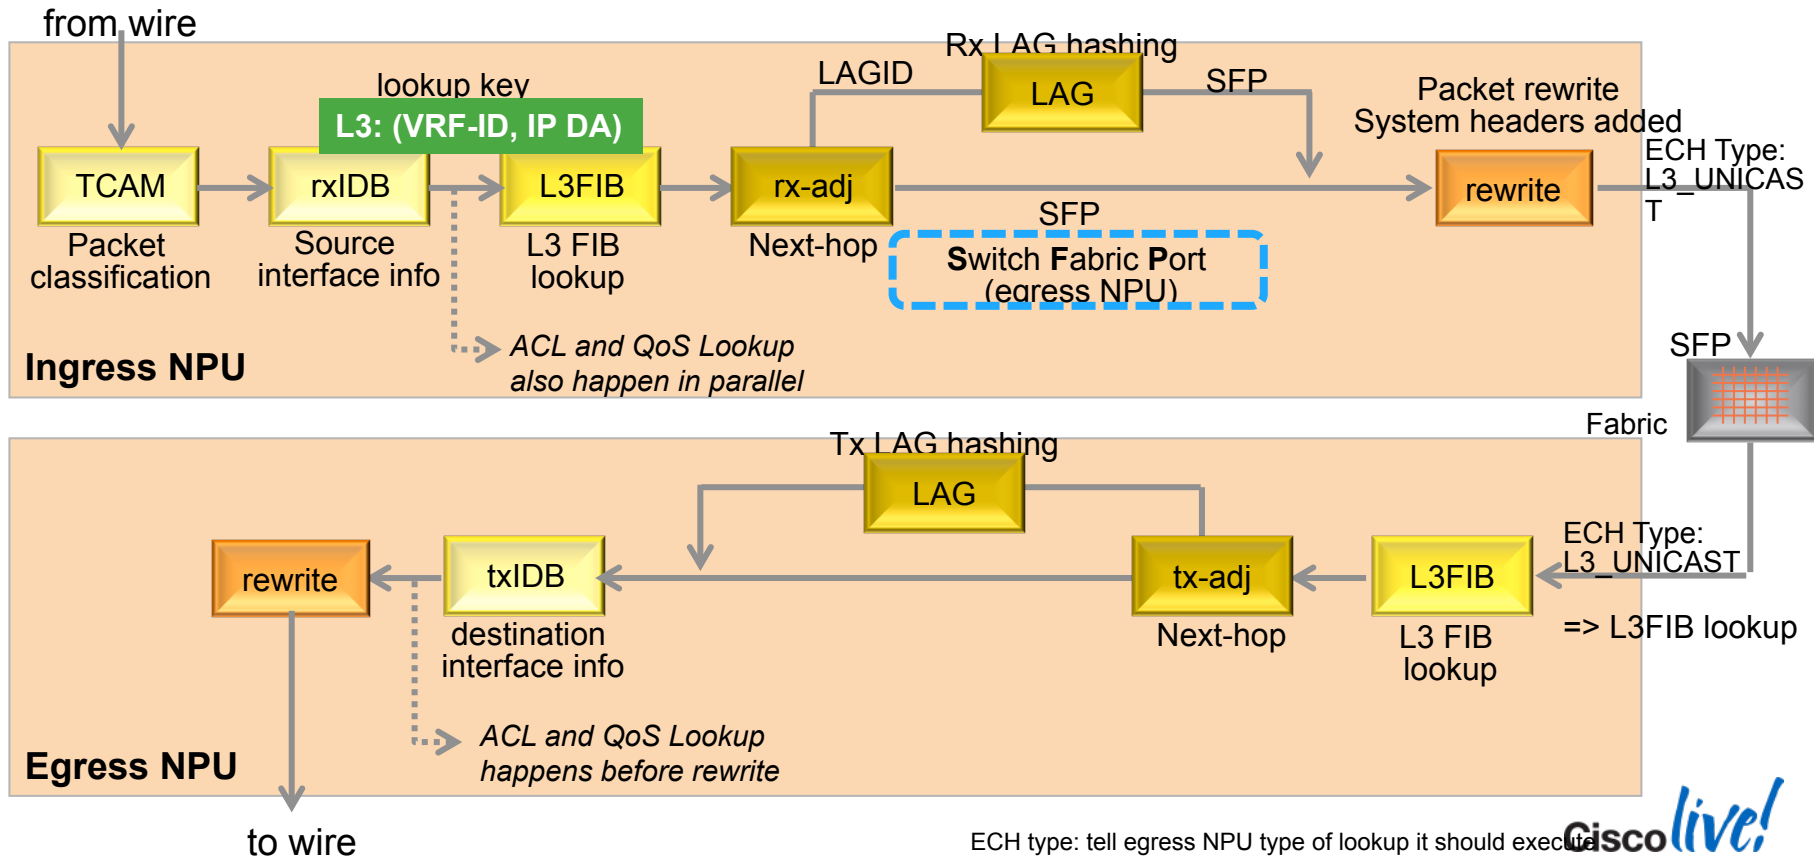 from wire
Rx LAG hashing
LAGID
LAG
SFP
lookup key
L3: (VRF-ID, IP DA)
Packet rewrite
System headers added
ECH Type:
L3_UNICAS
T
TCAM
rxIDB
L3FIB
rx-adj
rewrite
Packet
classification
Source
interface info
L3 FIB
lookup
Next-hop
SFP
Switch Fabric Port
(egress NPU)
ACL and QoS Lookup
also happen in parallel
Ingress NPU
SFP
Fabric
Tx LAG hashing
LAG
ECH Type:
L3_UNICAST
rewrite
txIDB
tx-adj
L3FIB
=> L3FIB lookup
destination
interface info
Next-hop
L3 FIB
lookup
ACL and QoS Lookup
happens before rewrite
Egress NPU
to wire
ECH type: tell egress NPU type of lookup it should execute
Cisco live!